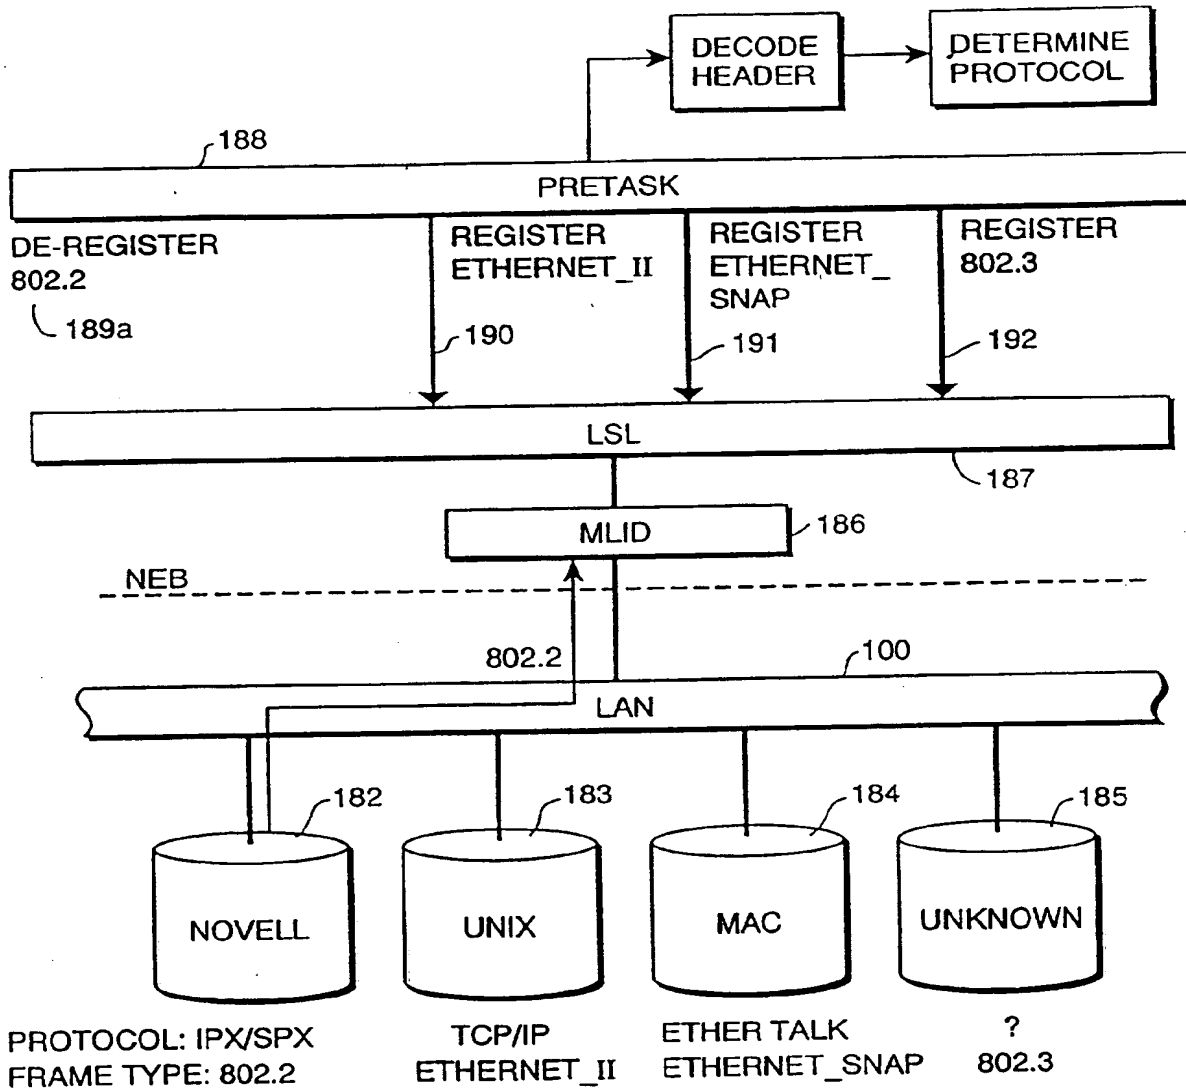 DECODE
HEADER
DETERMINE
PROTOCOL
188
PRETASK
DE-REGISTER
802.2
189a
REGISTER
ETHERNET_II
REGISTER
ETHERNET_
SNAP
REGISTER
802.3
190
191
192
LSL
187
MLID
186
NEB
802.2
100
LAN
182
183
184
185
NOVELL
UNIX
MAC
UNKNOWN
PROTOCOL: IPX/SPX
FRAME TYPE: 802.2
TCP/IP
ETHERNET_II
ETHER TALK
ETHERNET_SNAP
?
802.3